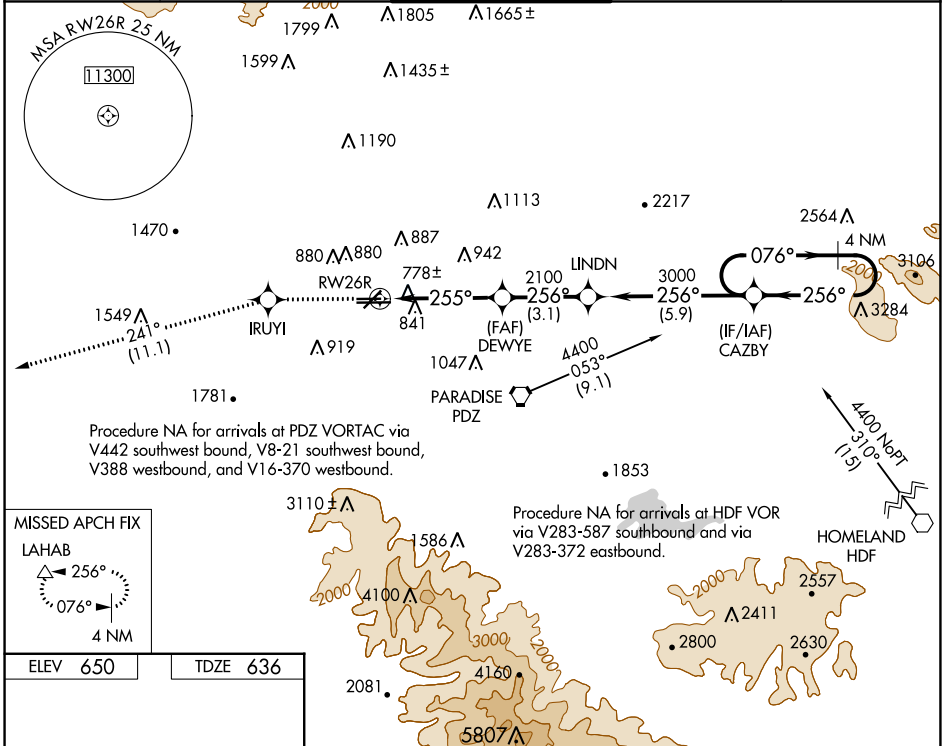 2000
1799
1805
1665±
MSA RW26R 25 NM
11300
1599
1435±
1190
1113
2217
2564
1470
880
880
887
942
LINDN
076°
4 NM
2000
3106
RW26R
778±
255°
2100
256°
(3.1)
3000
256°
(5.9)
256°
841
3284
IRUYI
(FAF)
DEWYE
(IF/IAF)
CAZBY
1549
241°
(11.1)
919
1047
4400
053°
(9.1)
PARADISE
PDZ
1781
4400 NoPT
310°
(15)
Procedure NA for arrivals at PDZ VORTAC via
V442 southwest bound, V8-21 southwest bound,
V388 westbound, and V16-370 westbound.
1853
3110±
Procedure NA for arrivals at HDF VOR
via V283-587 southbound and via
V283-372 eastbound.
HOMELAND
HDF
MISSED APCH FIX
LAHAB
256°
076°
4 NM
1586
2000
4100
3000
2000
2000
2557
2411
2800
2630
ELEV 650
TDZE 636
2081
4160
5807